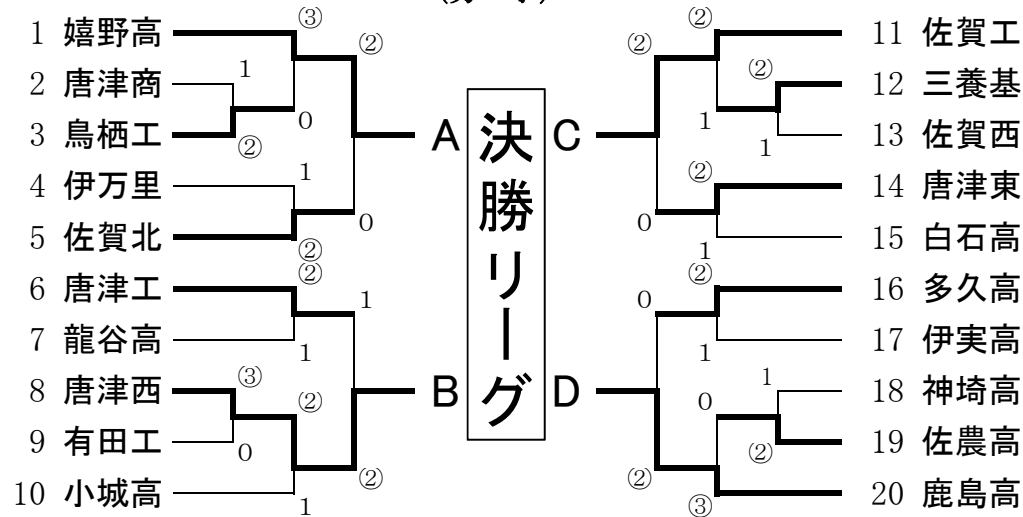 1 嬉野高
2 唐津商
3 鳥栖工
4 伊万里
5 佐賀北
6 唐津工
7 龍谷高
8 唐津西
9 有田工
10 小城高
③
1
0
②
②
1
②
0
②
1
1
③
0
②
1
②
A
B
決勝リーグ
C
D
②
②
②
1
1
②
0
1
②
0
1
1
0
②
②
③
11 佐賀工
12 三養基
13 佐賀西
14 唐津東
15 白石高
16 多久高
17 伊実高
18 神埼高
19 佐農高
20 鹿島高